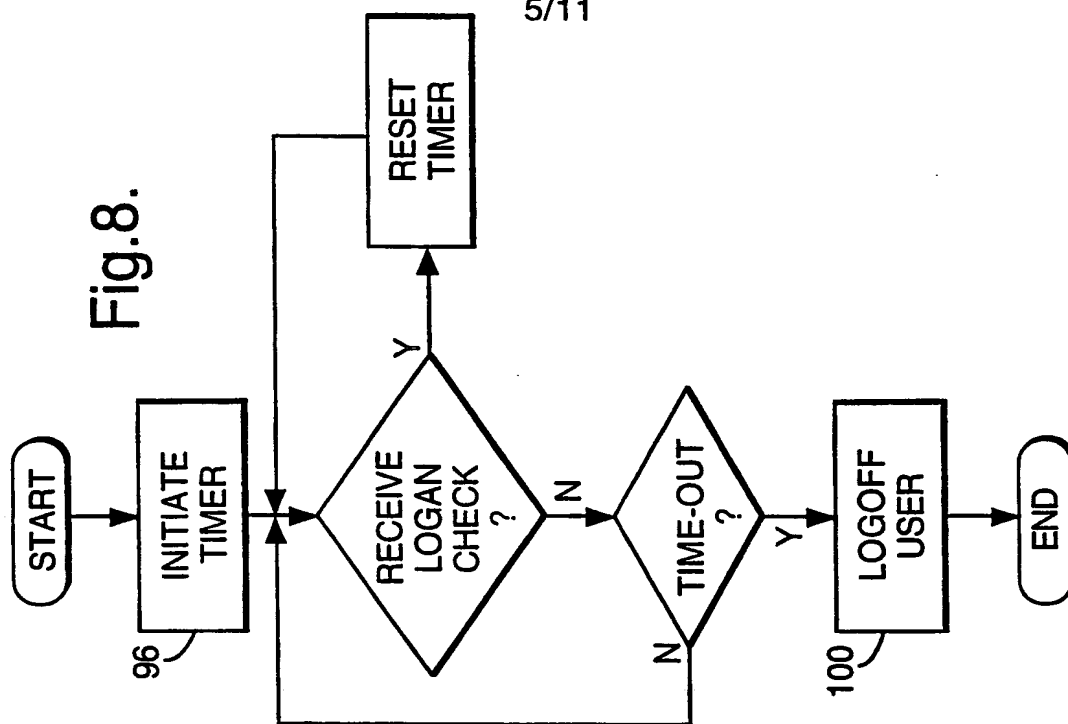 5/11
Fig.8.
START
INITIATE
TIMER
96
RECEIVE
LOGAN
CHECK
?
Y
RESET
TIMER
N
TIME-OUT
?
N
Y
LOGOFF
USER
100
END